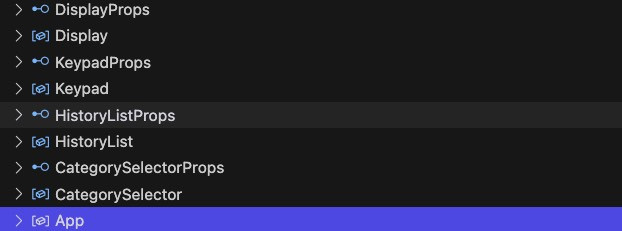 DisplayProps
Display
KeypadProps
Keypad
HistoryListProps
HistoryList
CategorySelectorProps
CategorySelector
App